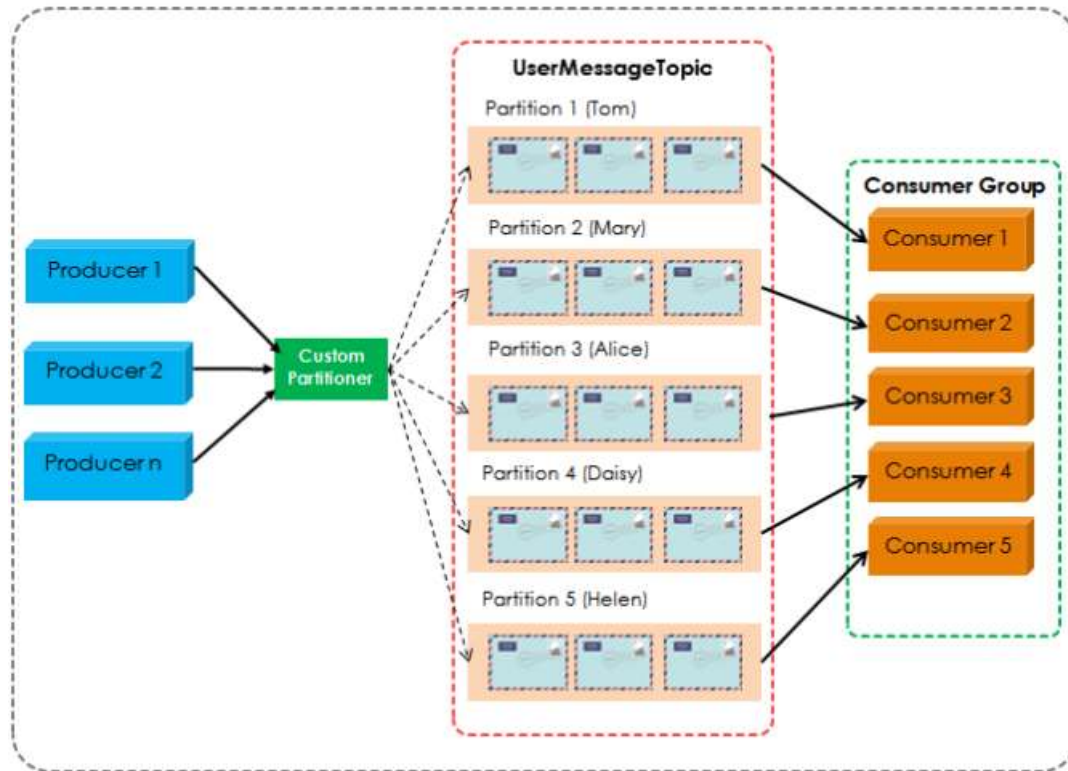 UserMessageTopic
Partition 1 (Tom)
Partition 2 (Mary)
Partition 3 (Alice)
Partition 4 (Daisy)
Partition 5 (Helen)
Producer 1
Producer 2
Producer n
Custom
Partitioner
Consumer Group
Consumer 1
Consumer 2
Consumer 3
Consumer 4
Consumer 5